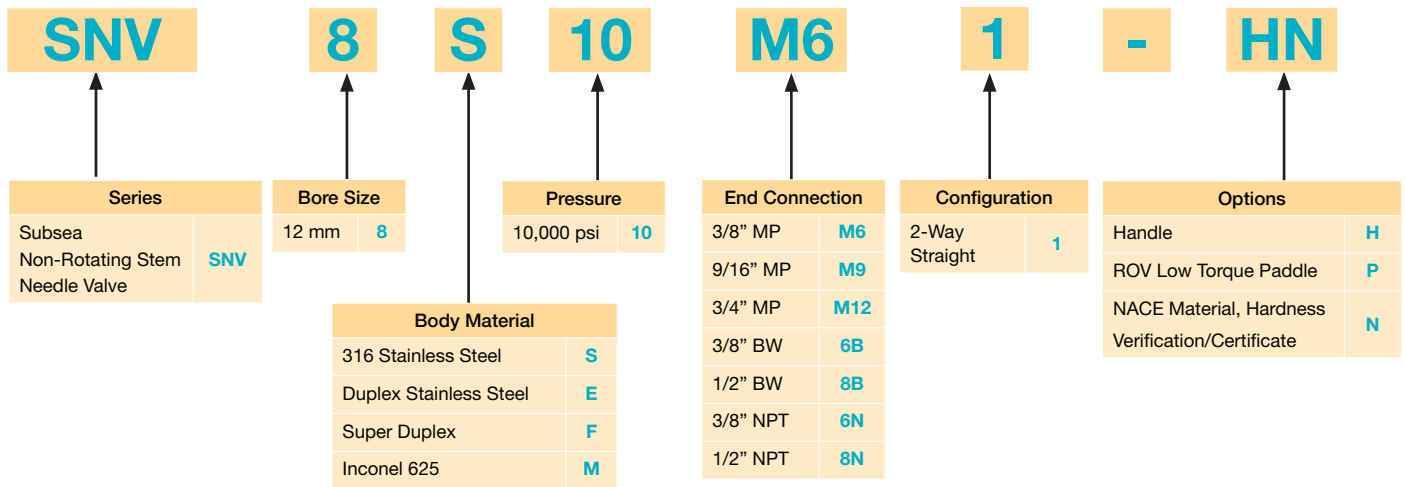 SNV 8 S 10 M6 1 - HN
Series
Subsea
Non-Rotating Stem
Needle Valve
SNV
Bore Size
12 mm 8
Body Material
316 Stainless Steel S
Duplex Stainless Steel E
Super Duplex F
Inconel 625 M
Pressure
10,000 psi 10
End Connection
3/8” MP M6
9/16” MP M9
3/4” MP M12
3/8” BW 6B
1/2” BW 8B
3/8” NPT 6N
1/2” NPT 8N
Configuration
2-Way
Straight
1
Options
Handle H
ROV Low Torque Paddle P
NACE Material, Hardness
Verification/Certificate
N